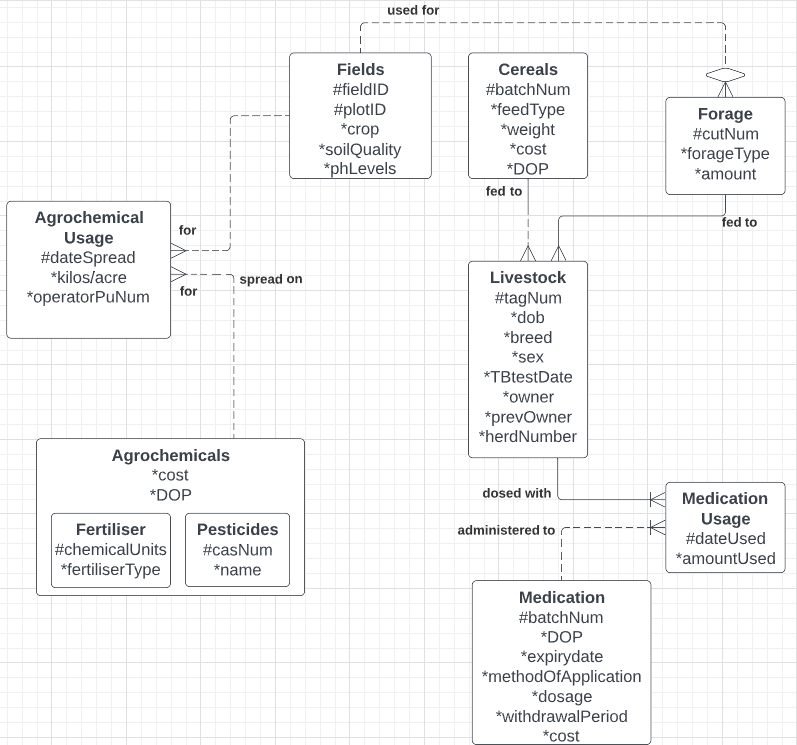 used for
Fields
#fieldID
#plotID
*crop
*soilQuality
*phLevels
Cereals
#batchNum
*feedType
*weight
*cost
*DOP
Forage
#cutNum
*forageType
*amount
fed to
fed to
Agrochemical
Usage
#dateSpread
*kilos/acre
*operatorPuNum
for
for
spread on
Livestock
#tagNum
*dob
*breed
*sex
*TBtestDate
*owner
*prevOwner
*herdNumber
Agrochemicals
*cost
*DOP
Fertiliser
#chemicalUnits
*fertiliserType
Pesticides
#casNum
*name
dosed with
administered to
Medication
Usage
#dateUsed
*amountUsed
Medication
#batchNum
*DOP
*expirydate
*methodOfApplication
*dosage
*withdrawalPeriod
*cost